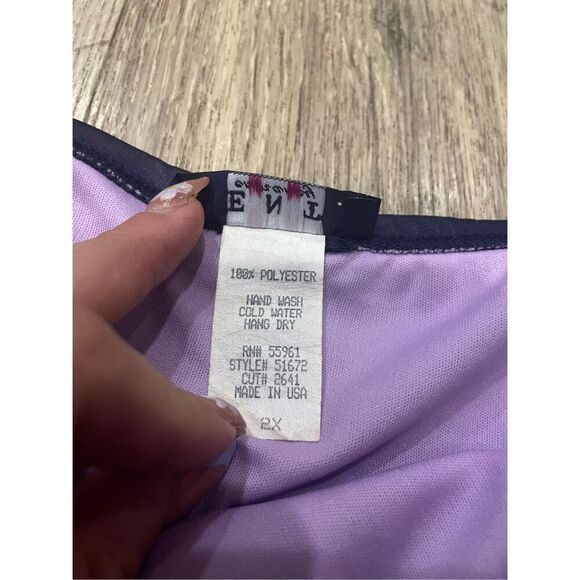 E N T
100% POLYESTER
HAND WASH
COLD WATER
HANG DRY
RN# 55961
STYLE# 51672
CUT# 2641
MADE IN USA
2X